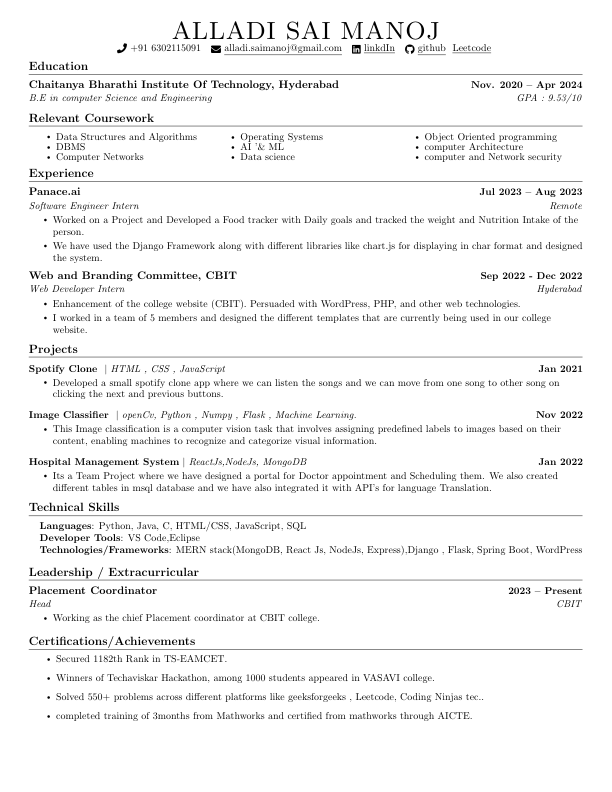 ALLADI SAI MANOJ
+91 6302115091 alladi.saimanoj@gmail.com linkdIn github Leetcode
Education
Chaitanya Bharathi Institute Of Technology, Hyderabad Nov. 2020 – Apr 2024
B.E in computer Science and Engineering GPA : 9.53/10
Relevant Coursework
• Data Structures and Algorithms • Operating Systems • Object Oriented programming
• DBMS • AI '& ML • computer Architecture
• Computer Networks • Data science • computer and Network security
Experience
Panace.ai Jul 2023 – Aug 2023
Software Engineer Intern Remote
• Worked on a Project and Developed a Food tracker with Daily goals and tracked the weight and Nutrition Intake of the
person.
• We have used the Django Framework along with different libraries like chart.js for displaying in char format and designed
the system.
Web and Branding Committee, CBIT Sep 2022 - Dec 2022
Web Developer Intern Hyderabad
• Enhancement of the college website (CBIT). Persuaded with WordPress, PHP, and other web technologies.
• I worked in a team of 5 members and designed the different templates that are currently being used in our college
website.
Projects
Spotify Clone | HTML , CSS , JavaScript Jan 2021
• Developed a small spotify clone app where we can listen the songs and we can move from one song to other song on
clicking the next and previous buttons.
Image Classifier | openCv, Python , Numpy , Flask , Machine Learning. Nov 2022
• This Image classification is a computer vision task that involves assigning predefined labels to images based on their
content, enabling machines to recognize and categorize visual information.
Hospital Management System | ReactJs,NodeJs, MongoDB Jan 2022
• Its a Team Project where we have designed a portal for Doctor appointment and Scheduling them. We also created
different tables in msql database and we have also integrated it with API's for language Translation.
Technical Skills
Languages: Python, Java, C, HTML/CSS, JavaScript, SQL
Developer Tools: VS Code,Eclipse
Technologies/Frameworks: MERN stack(MongoDB, React Js, NodeJs, Express),Django , Flask, Spring Boot, WordPress
Leadership / Extracurricular
Placement Coordinator 2023 – Present
Head CBIT
• Working as the chief Placement coordinator at CBIT college.
Certifications/Achievements
• Secured 1182th Rank in TS-EAMCET.
• Winners of Techaviskar Hackathon, among 1000 students appeared in VASAVI college.
• Solved 550+ problems across different platforms like geeksforgeeks , Leetcode, Coding Ninjas tec..
• completed training of 3months from Mathworks and certified from mathworks through AICTE.